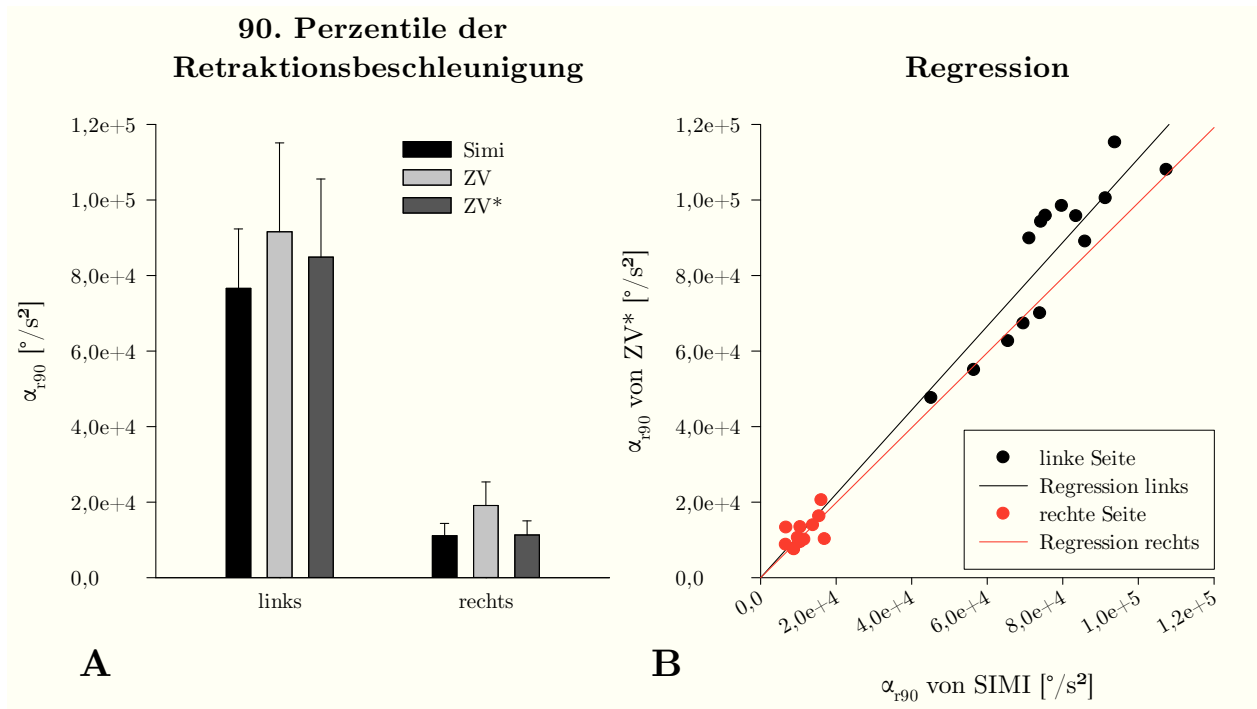 90. Perzentile der
Retraktionsbeschleunigung
1,2e+5
1,0e+5
8,0e+4
6,0e+4
4,0e+4
2,0e+4
0,0
αr90 [°/s²]
Simi
ZV
ZV*
links
rechts
A
Regression
1,2e+5
1,0e+5
8,0e+4
6,0e+4
4,0e+4
2,0e+4
0,0
αr90 von ZV* [°/s²]
linke Seite
Regression links
rechte Seite
Regression rechts
0,0
2,0e+4
4,0e+4
6,0e+4
8,0e+4
1,0e+5
1,2e+5
B
αr90 von SIMI [°/s²]